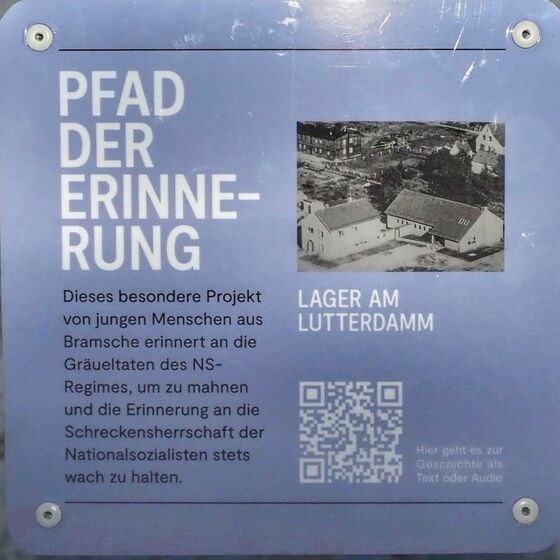 PFAD
DER
ERINNE-
RUNG
Dieses besondere Projekt
von jungen Menschen aus
Bramsche erinnert an die
Gräueltaten des NS-
Regimes, um zu mahnen
und die Erinnerung an die
Schreckensherrschaft der
Nationalsozialisten stets
wach zu halten.
LAGER AM
LUTTERDAMM
Hier geht es zur
Geschichte als
Text oder Audio